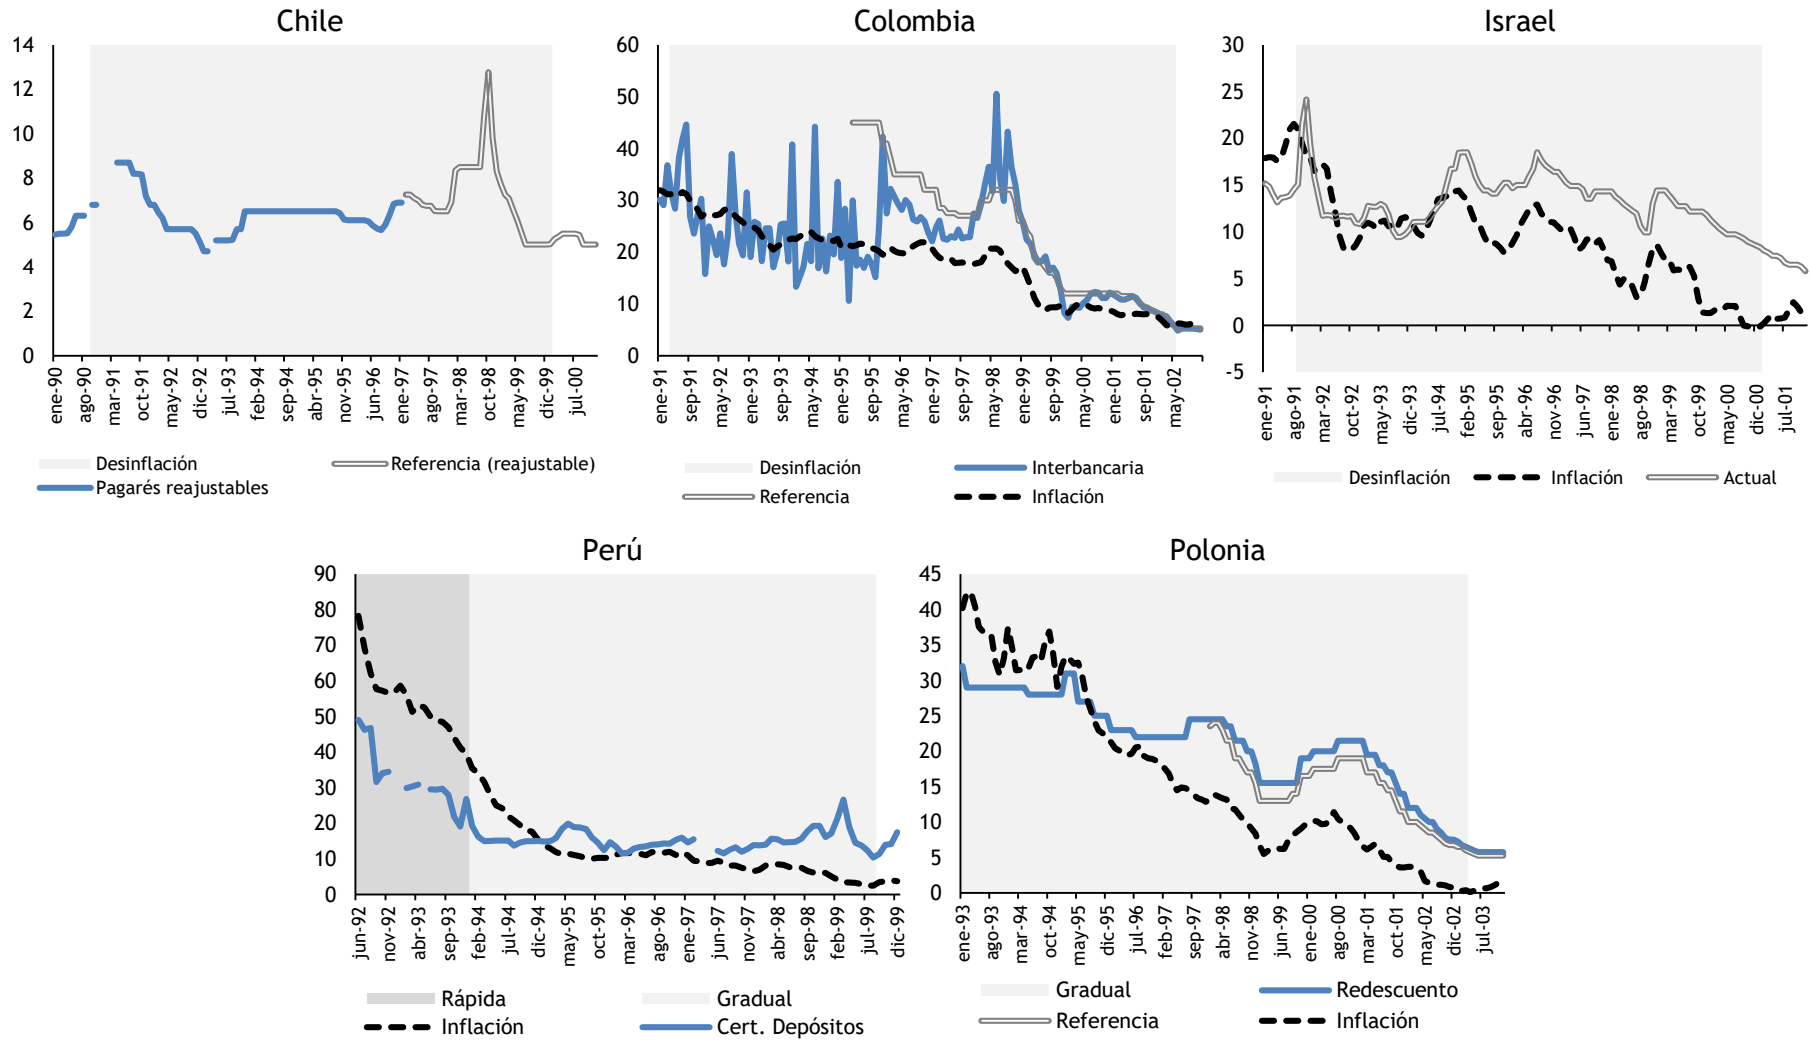 Chile
14
12
10
8
6
4
2
0
ene-90
ago-90
mar-91
oct-91
may-92
dic-92
jul-93
feb-94
sep-94
abr-95
nov-95
jun-96
ene-97
ago-97
mar-98
oct-98
may-99
dic-99
jul-00
Desinflación
Referencia (reajustable)
Pagarés reajustables
Colombia
60
50
40
30
20
10
0
ene-91
sep-91
may-92
ene-93
sep-93
may-94
ene-95
sep-95
may-96
ene-97
sep-97
may-98
ene-99
sep-99
may-00
ene-01
sep-01
may-02
Desinflación
Interbancaria
Referencia
Inflación
Israel
30
25
20
15
10
5
0
-5
ene-91
ago-91
mar-92
oct-92
may-93
dic-93
jul-94
feb-95
sep-95
abr-96
nov-96
jun-97
ene-98
ago-98
mar-99
oct-99
may-00
dic-00
jul-01
Desinflación
Inflación
Actual
Perú
90
80
70
60
50
40
30
20
10
0
jun-92
nov-92
abr-93
sep-93
feb-94
jul-94
dic-94
may-95
oct-95
mar-96
ago-96
ene-97
jun-97
nov-97
abr-98
sep-98
feb-99
jul-99
dic-99
Rápida
Gradual
Inflación
Cert. Depósitos
Polonia
45
40
35
30
25
20
15
10
5
0
ene-93
ago-93
mar-94
oct-94
may-95
dic-95
jul-96
feb-97
sep-97
abr-98
nov-98
jun-99
ene-00
ago-00
mar-01
oct-01
may-02
dic-02
jul-03
Gradual
Redescuento
Referencia
Inflación